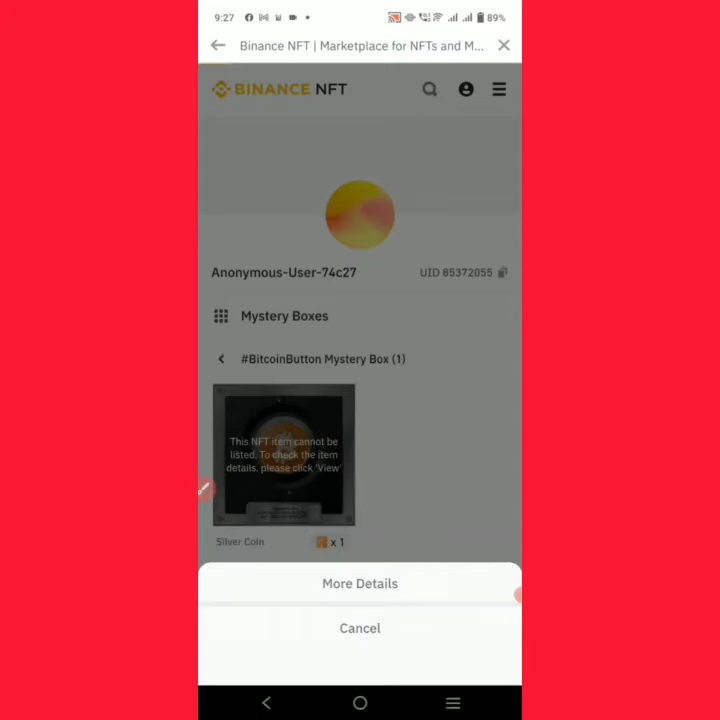 9:27
89%
Binance NFT | Marketplace for NFTs and M...
BINANCE NFT
Anonymous-User-74c27
UID 85372055
Mystery Boxes
#BitcoinButton Mystery Box (1)
This NFT item cannot be
listed. To check the item
details, please click 'View'
Silver Coin
x 1
More Details
Cancel